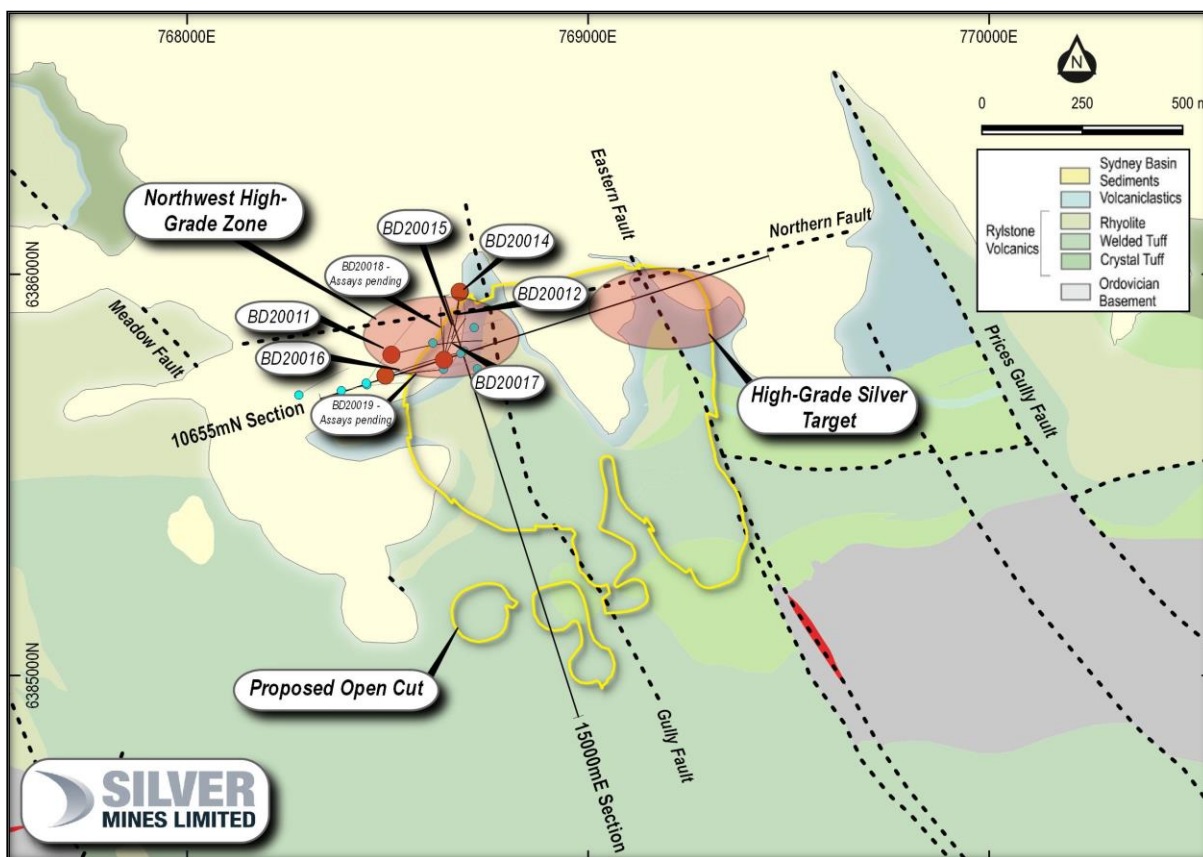 768000E
769000E
770000E
N
0
250
500 m
Sydney Basin
Sediments
Volcaniclastics
Rylstone
Volcanics
Rhyolite
Welded Tuff
Crystal Tuff
Ordovician
Basement
6386000N
6385000N
Northwest High-
Grade Zone
BD20015
BD20014
BD20018 -
Assays pending
BD20012
BD20011
BD20016
BD20017
BD20019 -
Assays pending
Meadow Fault
10655mN Section
Eastern Fault
Northern Fault
Prices Gully Fault
High-Grade Silver
Target
Proposed Open Cut
Gully Fault
15000mE Section
SILVER
MINES LIMITED